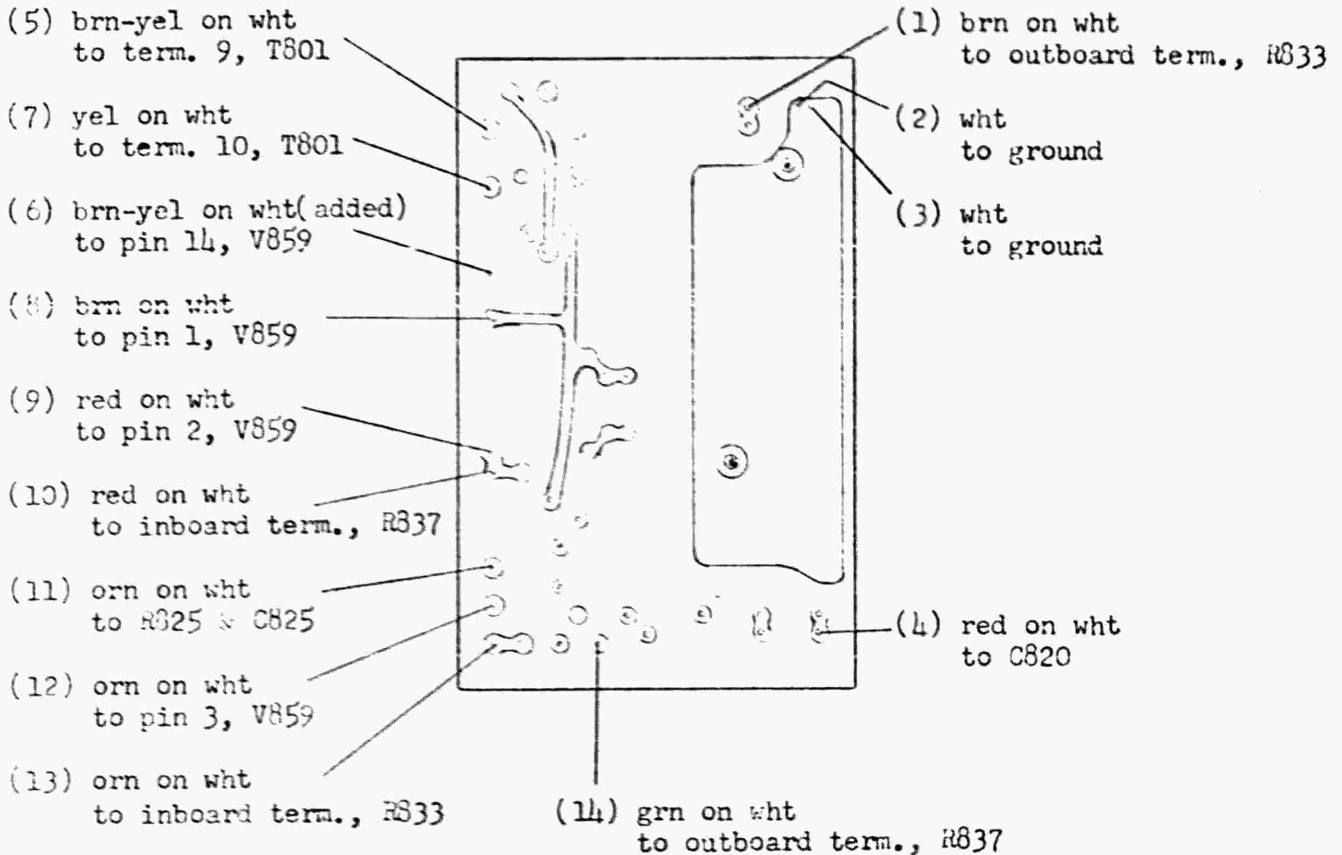 (5) brn-yel on wht
to term. 9, T801
(7) yel on wht
to term. 10, T801
(6) brn-yel on wht(added)
to pin 14, V859
(8) brn on wht
to pin 1, V859
(9) red on wht
to pin 2, V859
(10) red on wht
to inboard term., R837
(11) orn on wht
to R825 & C825
(12) orn on wht
to pin 3, V859
(13) orn on wht
to inboard term., R833
(14) grn on wht
to outboard term., R837
(1) brn on wht
to outboard term., R833
(2) wht
to ground
(3) wht
to ground
(4) red on wht
to C820